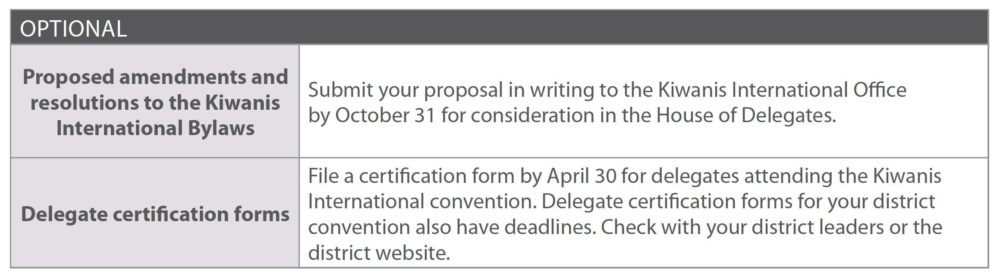 OPTIONAL
Proposed amendments and
resolutions to the Kiwanis
International Bylaws
Submit your proposal in writing to the Kiwanis International Office
by October 31 for consideration in the House of Delegates.
Delegate certification forms
File a certification form by April 30 for delegates attending the Kiwanis
International convention. Delegate certification forms for your district
convention also have deadlines. Check with your district leaders or the
district website.